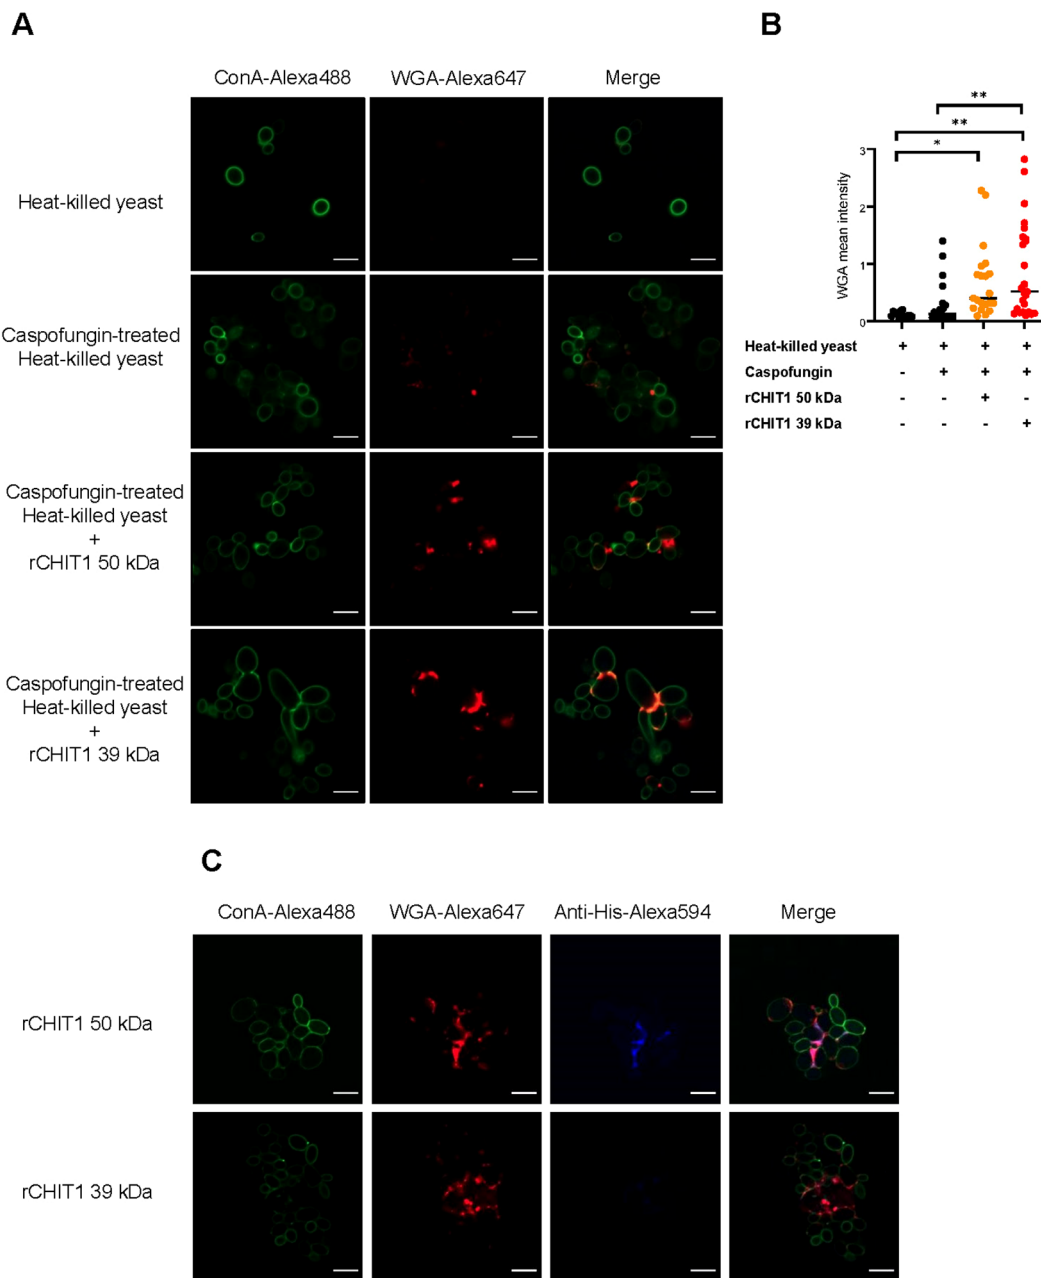 A
ConA-Alexa488 WGA-Alexa647 Merge
Heat-killed yeast
Caspofungin-treated
Heat-killed yeast
Caspofungin-treated
Heat-killed yeast
+
rCHIT1 50 kDa
Caspofungin-treated
Heat-killed yeast
+
rCHIT1 39 kDa
B
**
**
*
3
2
1
0
WGA mean intensity
Heat-killed yeast + + + +
Caspofungin - + + +
rCHIT1 50 kDa - - + -
rCHIT1 39 kDa - - - +
C
ConA-Alexa488 WGA-Alexa647 Anti-His-Alexa594 Merge
rCHIT1 50 kDa
rCHIT1 39 kDa